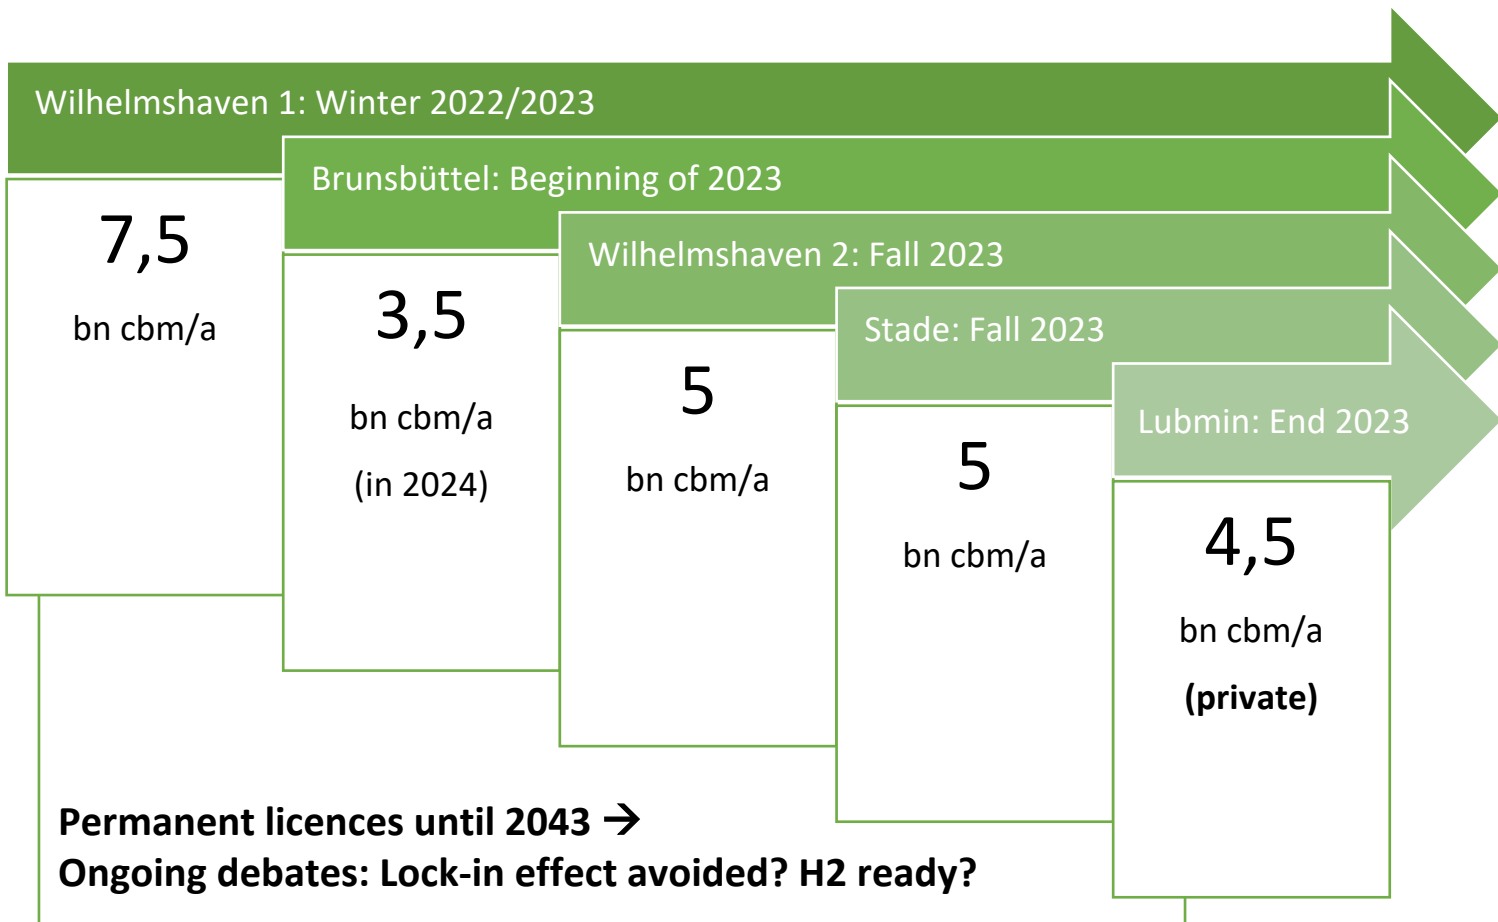 Wilhelmshaven 1: Winter 2022/2023
7,5
bn cbm/a
Brunsbüttel: Beginning of 2023
3,5
bn cbm/a
(in 2024)
Wilhelmshaven 2: Fall 2023
5
bn cbm/a
Stade: Fall 2023
5
bn cbm/a
Lubmin: End 2023
4,5
bn cbm/a
(private)
Permanent licences until 2043 →
Ongoing debates: Lock-in effect avoided? H2 ready?